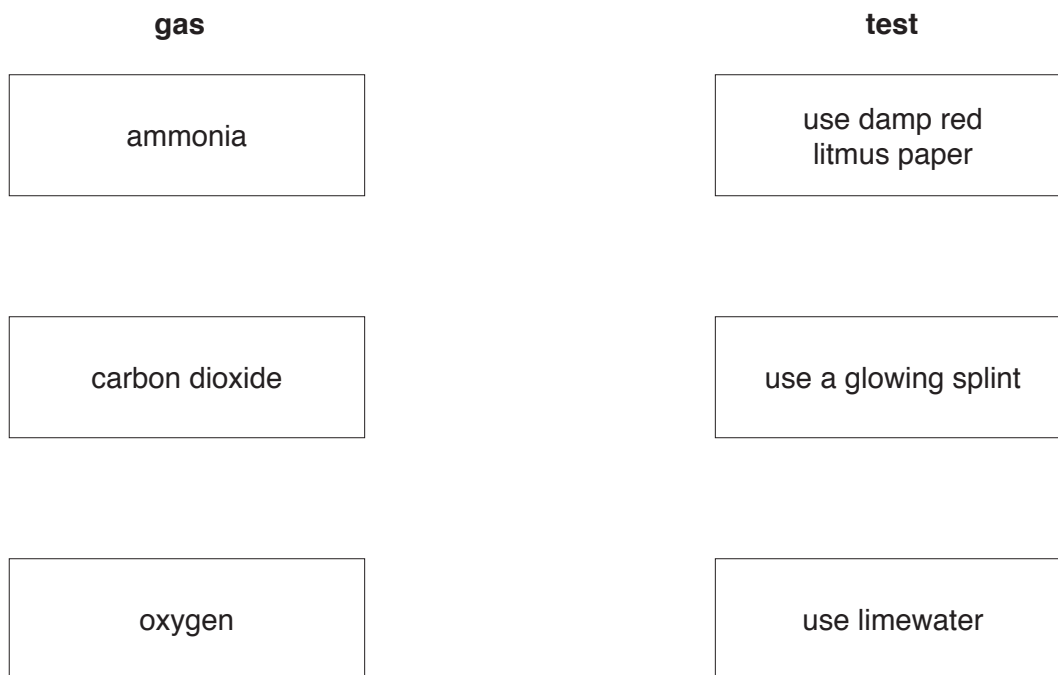 gas
test
ammonia
use damp red
litmus paper
carbon dioxide
use a glowing splint
oxygen
use limewater